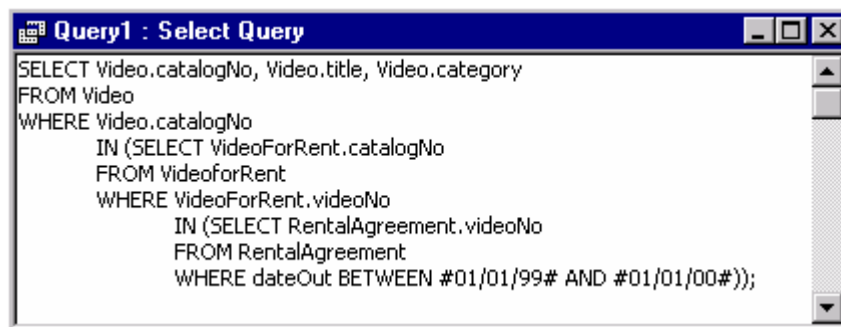 Query1 : Select Query
SELECT Video.catalogNo, Video.title, Video.category
FROM Video
WHERE Video.catalogNo
IN (SELECT VideoForRent.catalogNo
FROM VideoforRent
WHERE VideoForRent.videoNo
IN (SELECT RentalAgreement.videoNo
FROM RentalAgreement
WHERE dateOut BETWEEN #01/01/99# AND #01/01/00#));